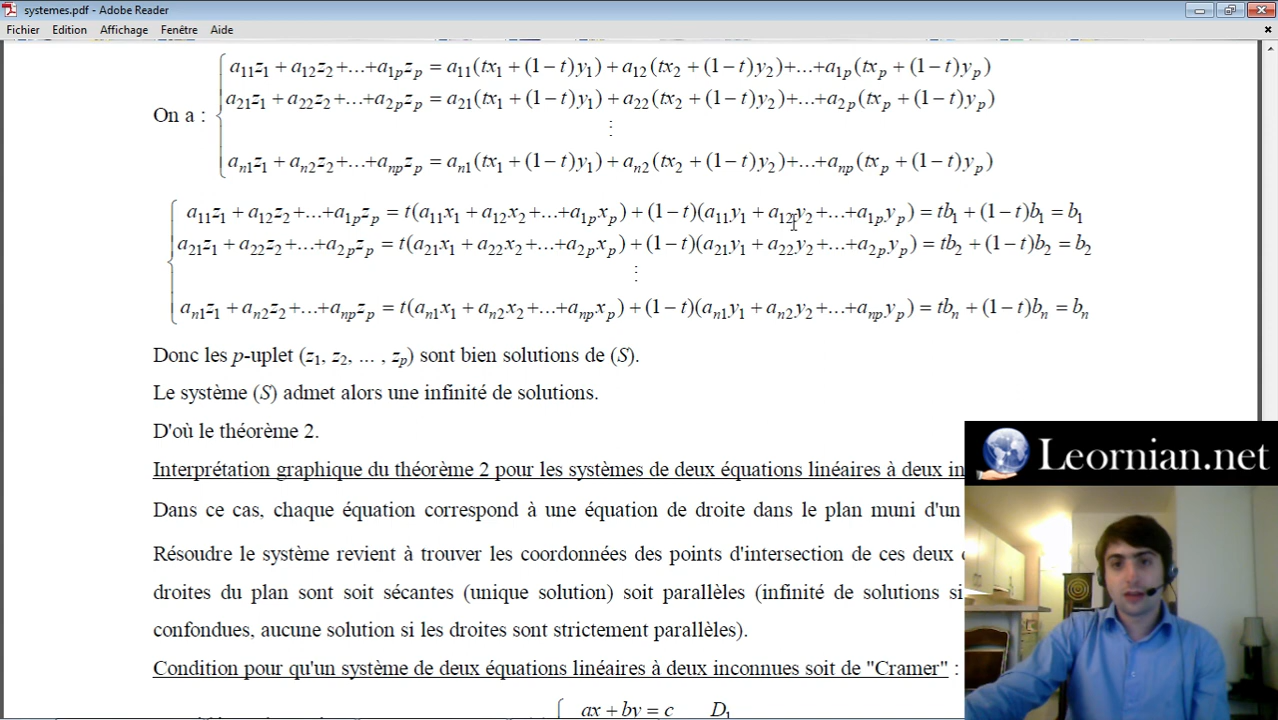 systemes.pdf - Adobe Reader
Fichier Edition Affichage Fenêtre Aide
a₁₁z₁ + a₁₂z₂ +...+a₁ₚzₚ = a₁₁(tx₁ + (1 − t)y₁) + a₁₂(tx₂ + (1 − t)y₂)+...+a₁ₚ(txₚ + (1 − t)yₚ)
On a :
a₂₁z₁ + a₂₂z₂ +...+a₂ₚzₚ = a₂₁(tx₁ + (1 − t)y₁) + a₂₂(tx₂ + (1 − t)y₂)+...+a₂ₚ(txₚ + (1 − t)yₚ)
⋮
aₙ₁z₁ + aₙ₂z₂ +...+aₙₚzₚ = aₙ₁(tx₁ + (1 − t)y₁) + aₙ₂(tx₂ + (1 − t)y₂)+...+aₙₚ(txₚ + (1 − t)yₚ)
a₁₁z₁ + a₁₂z₂ +...+a₁ₚzₚ = t(a₁₁x₁ + a₁₂x₂ +...+a₁ₚxₚ) + (1 − t)(a₁₁y₁ + a₁₂y₂ +...+a₁ₚyₚ) = tb₁ + (1 − t)b₁ = b₁
a₂₁z₁ + a₂₂z₂ +...+a₂ₚzₚ = t(a₂₁x₁ + a₂₂x₂ +...+a₂ₚxₚ) + (1 − t)(a₂₁y₁ + a₂₂y₂ +...+a₂ₚyₚ) = tb₂ + (1 − t)b₂ = b₂
⋮
aₙ₁z₁ + aₙ₂z₂ +...+aₙₚzₚ = t(aₙ₁x₁ + aₙ₂x₂ +...+aₙₚxₚ) + (1 − t)(aₙ₁y₁ + aₙ₂y₂ +...+aₙₚyₚ) = tbₙ + (1 − t)bₙ = bₙ
Donc les p-uplet (z₁, z₂, ... , zₚ) sont bien solutions de (S).
Le système (S) admet alors une infinité de solutions.
D'où le théorème 2.
Leornian.net
Interprétation graphique du théorème 2 pour les systèmes de deux équations linéaires à deux in
Dans ce cas, chaque équation correspond à une équation de droite dans le plan muni d'un
Résoudre le système revient à trouver les coordonnées des points d'intersection de ces deux
droites du plan sont soit sécantes (unique solution) soit parallèles (infinité de solutions si
confondues, aucune solution si les droites sont strictement parallèles).
Condition pour qu'un système de deux équations linéaires à deux inconnues soit de "Cramer" :
ax + by = c D₁